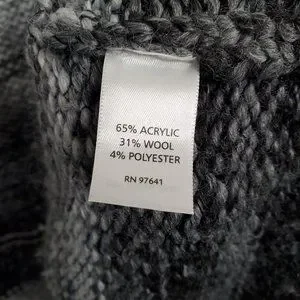 65% ACRYLIC
31% WOOL
4% POLYESTER
RN 97641